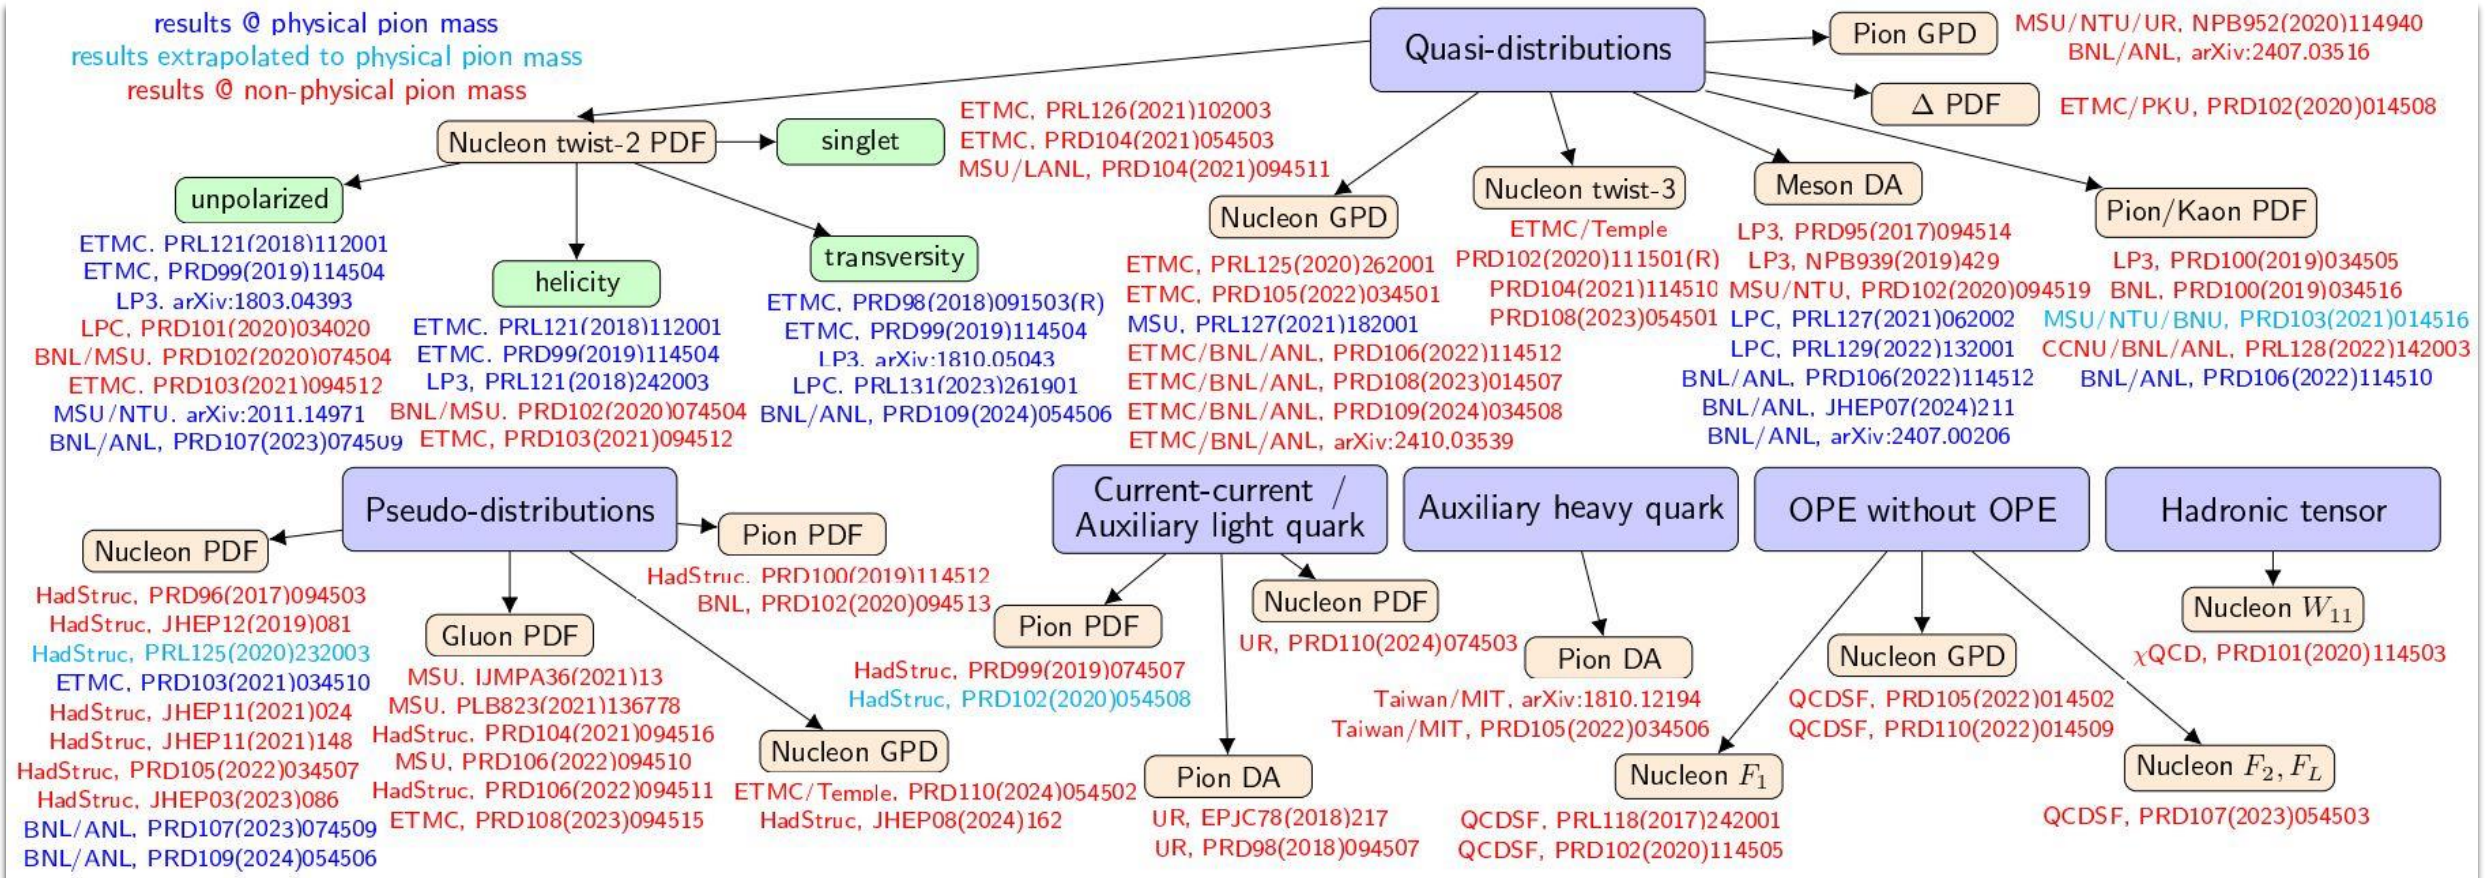 results @ physical pion mass
results extrapolated to physical pion mass
results @ non-physical pion mass
Quasi-distributions
Pion GPD
MSU/NTU/UR, NPB952(2020)114940
BNL/ANL, arXiv:2407.03516
Δ PDF
ETMC/PKU, PRD102(2020)014508
Nucleon twist-2 PDF
singlet
ETMC, PRL126(2021)102003
ETMC, PRD104(2021)054503
MSU/LANL, PRD104(2021)094511
unpolarized
ETMC. PRL121(2018)112001
ETMC, PRD99(2019)114504
LP3. arXiv:1803.04393
LPC, PRD101(2020)034020
BNL/MSU. PRD102(2020)074504
ETMC. PRD103(2021)094512
MSU/NTU. arXiv:2011.14971
BNL/ANL, PRD107(2023)074509
helicity
ETMC. PRL121(2018)112001
ETMC. PRD99(2019)114504
LP3, PRL121(2018)242003
BNL/MSU. PRD102(2020)074504
ETMC, PRD103(2021)094512
transversity
ETMC, PRD98(2018)091503(R)
ETMC, PRD99(2019)114504
LP3. arXiv:1810.05043
LPC. PRL131(2023)261901
BNL/ANL, PRD109(2024)054506
Nucleon GPD
ETMC, PRL125(2020)262001
ETMC, PRD105(2022)034501
MSU, PRL127(2021)182001
ETMC/BNL/ANL, PRD106(2022)114512
ETMC/BNL/ANL, PRD108(2023)014507
ETMC/BNL/ANL, PRD109(2024)034508
ETMC/BNL/ANL, arXiv:2410.03539
Nucleon twist-3
ETMC/Temple
PRD102(2020)111501(R)
PRD104(2021)114510
PRD108(2023)054501
Meson DA
LP3, PRD95(2017)094514
LP3, NPB939(2019)429
MSU/NTU, PRD102(2020)094519
LPC, PRL127(2021)062002
LPC, PRL129(2022)132001
BNL/ANL, PRD106(2022)114512
BNL/ANL, JHEP07(2024)211
BNL/ANL, arXiv:2407.00206
Pion/Kaon PDF
LP3, PRD100(2019)034505
BNL, PRD100(2019)034516
MSU/NTU/BNU, PRD103(2021)014516
CCNU/BNL/ANL, PRL128(2022)142003
BNL/ANL, PRD106(2022)114510
Pseudo-distributions
Nucleon PDF
HadStruc, PRD96(2017)094503
HadStruc, JHEP12(2019)081
HadStruc, PRL125(2020)232003
ETMC, PRD103(2021)034510
HadStruc, JHEP11(2021)024
HadStruc, JHEP11(2021)148
HadStruc, PRD105(2022)034507
HadStruc, JHEP03(2023)086
BNL/ANL, PRD107(2023)074509
BNL/ANL, PRD109(2024)054506
Gluon PDF
MSU. IJMPA36(2021)13
MSU. PLB823(2021)136778
HadStruc, PRD104(2021)094516
MSU, PRD106(2022)094510
HadStruc, PRD106(2022)094511
ETMC, PRD108(2023)094515
Pion PDF
HadStruc. PRD100(2019)114512
BNL, PRD102(2020)094513
Nucleon GPD
ETMC/Temple, PRD110(2024)054502
HadStruc, JHEP08(2024)162
Current-current /
Auxiliary light quark
Pion PDF
HadStruc, PRD99(2019)074507
HadStruc, PRD102(2020)054508
Nucleon PDF
UR, PRD110(2024)074503
Pion DA
UR, EPJC78(2018)217
UR, PRD98(2018)094507
Auxiliary heavy quark
Pion DA
Taiwan/MIT, arXiv:1810.12194
Taiwan/MIT, PRD105(2022)034506
OPE without OPE
Nucleon F₁
QCDSF, PRL118(2017)242001
QCDSF, PRD102(2020)114505
Nucleon GPD
QCDSF, PRD105(2022)014502
QCDSF, PRD110(2022)014509
Nucleon F₂, F_L
QCDSF, PRD107(2023)054503
Hadronic tensor
Nucleon W₁₁
χQCD, PRD101(2020)114503